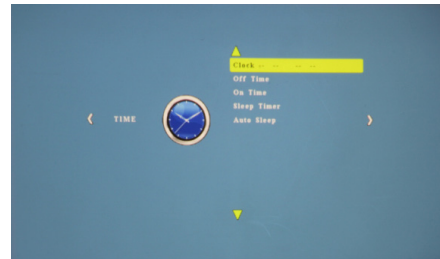 Clock -- -- -- --
Off Time
On Time
Sleep Timer
Auto Sleep
TIME